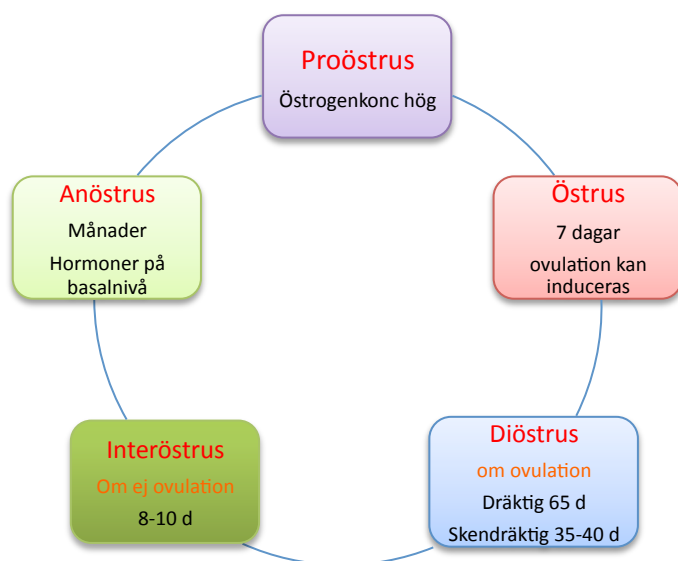 Proöstrus
Östrogenkonc hög
Anöstrus
Månader
Hormoner på
basalnivå
Östrus
7 dagar
ovulation kan
induceras
Interöstrus
Om ej ovulation
8-10 d
Diöstrus
om ovulation
Dräktig 65 d
Skendräktig 35-40 d